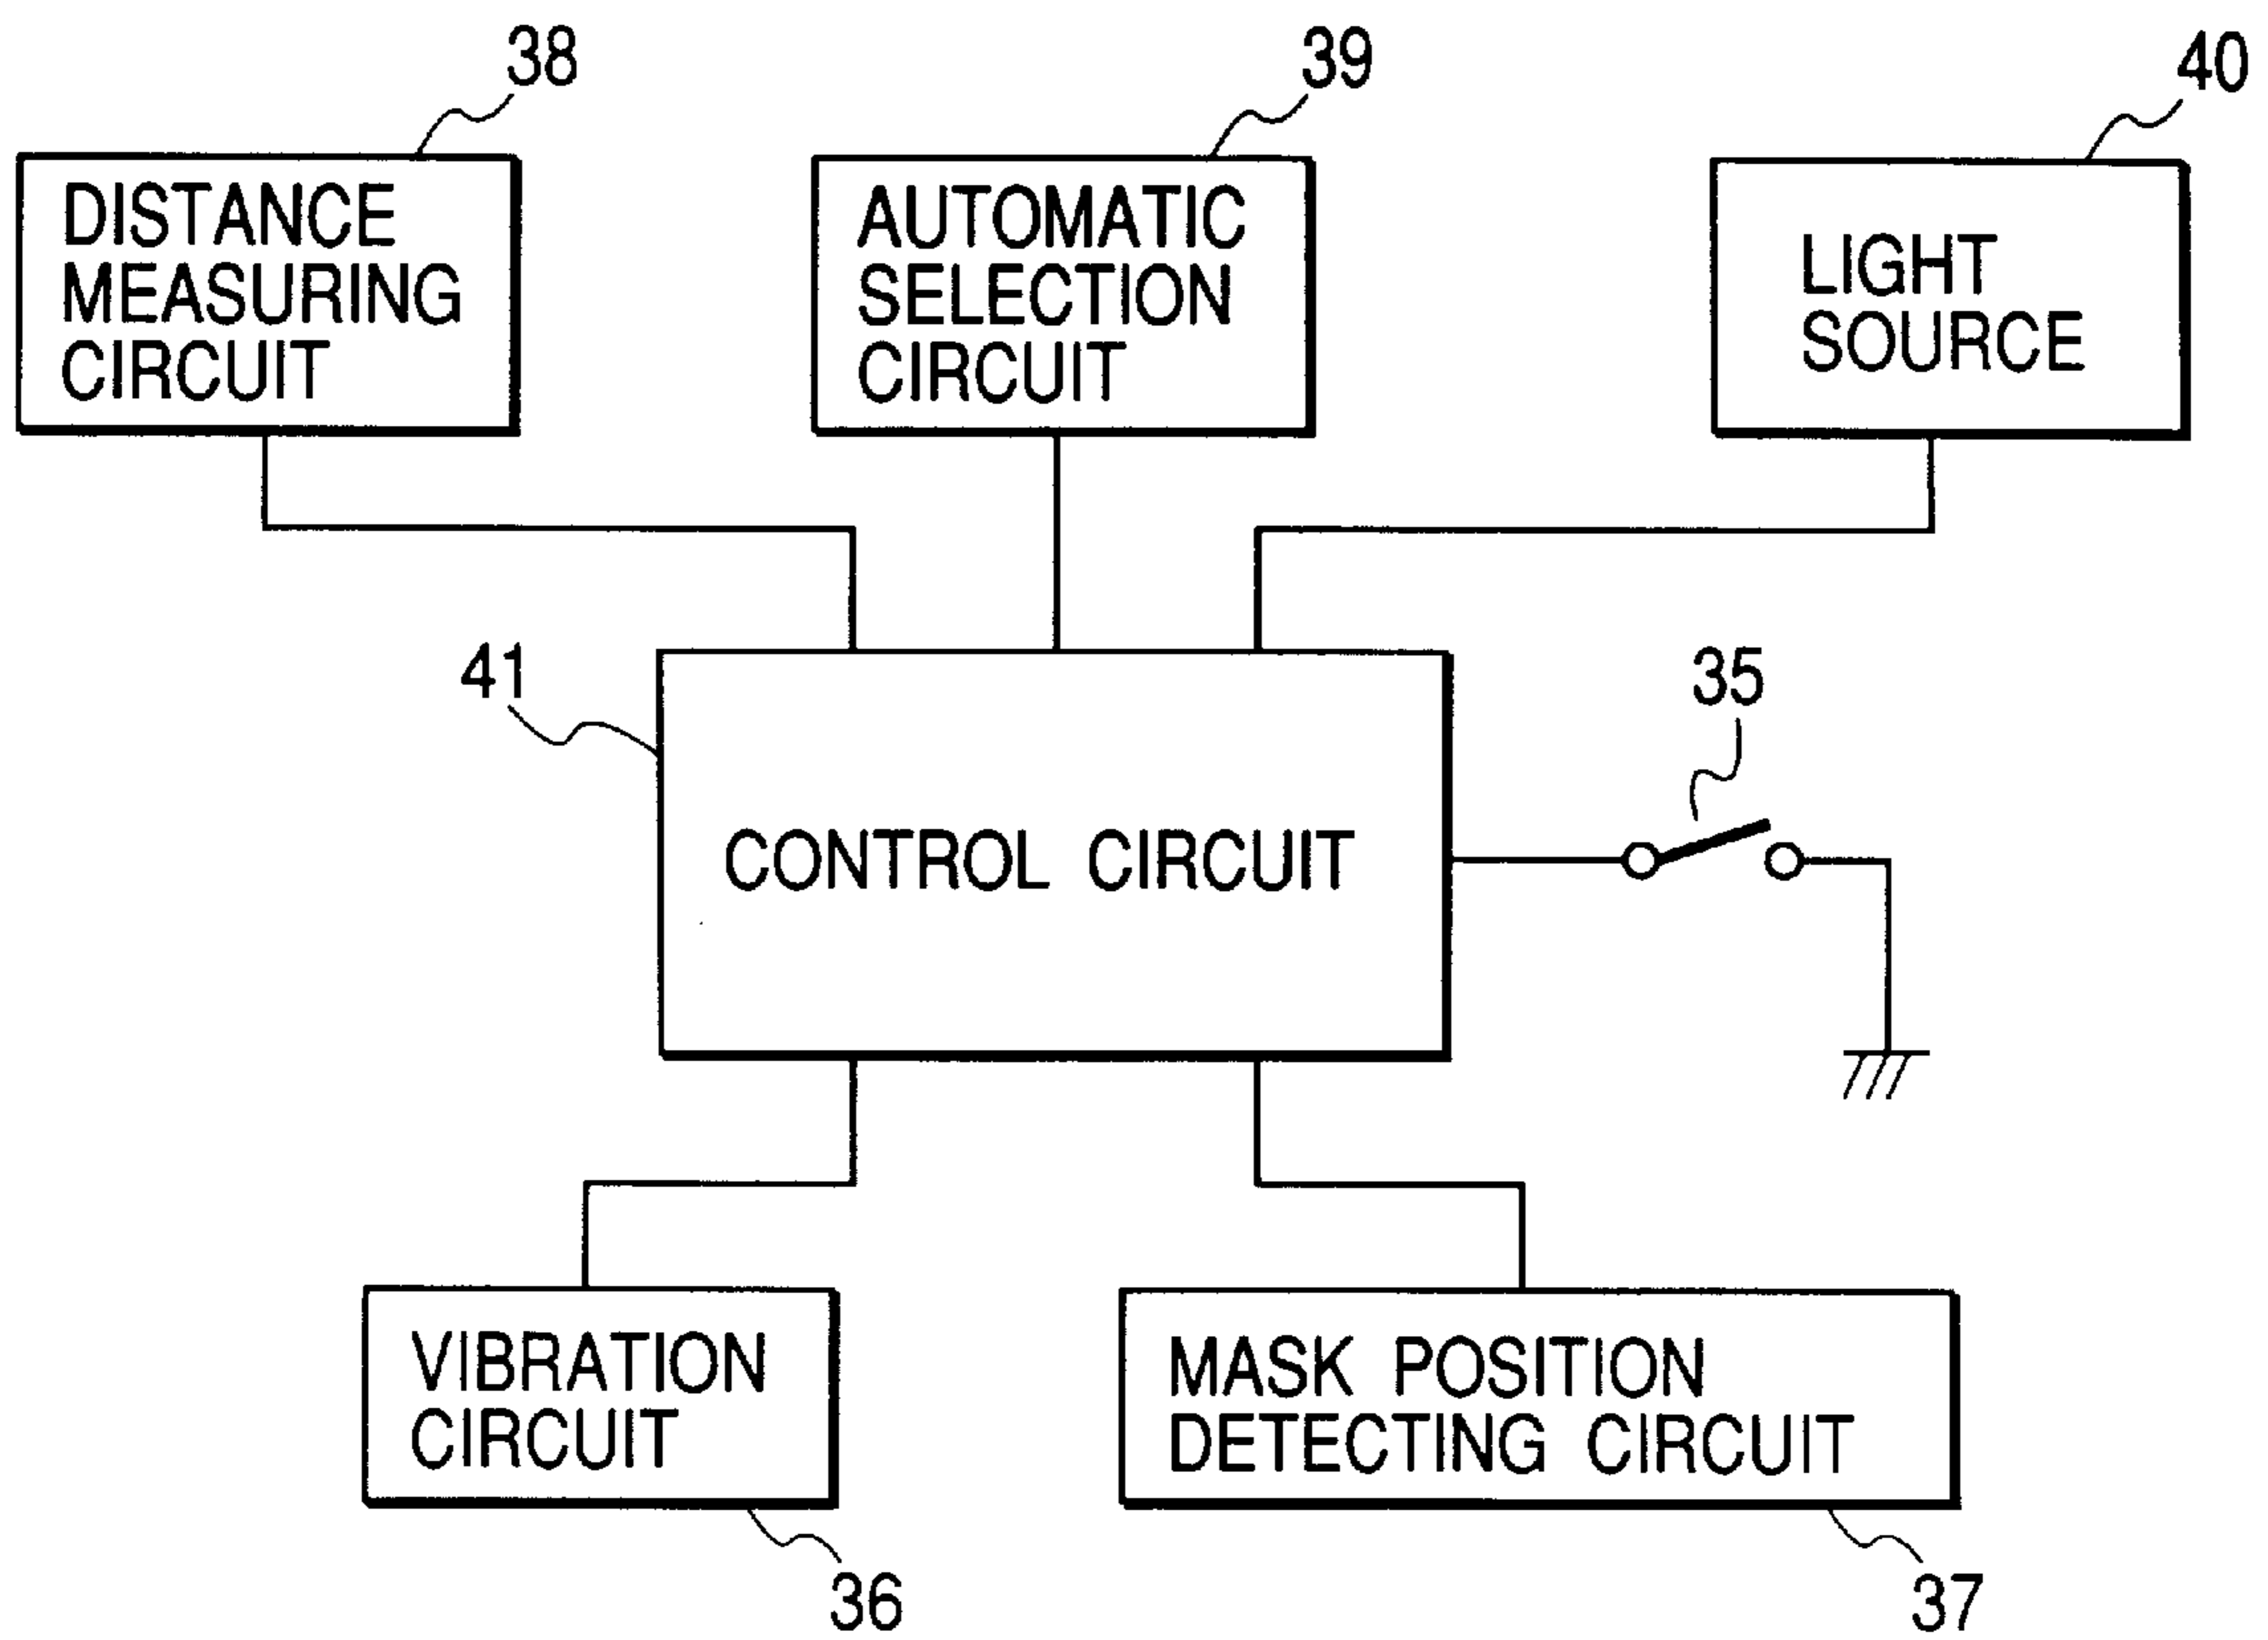 38
39
40
DISTANCE
MEASURING
CIRCUIT
AUTOMATIC
SELECTION
CIRCUIT
LIGHT
SOURCE
41
35
CONTROL CIRCUIT
VIBRATION
CIRCUIT
MASK POSITION
DETECTING CIRCUIT
36
37